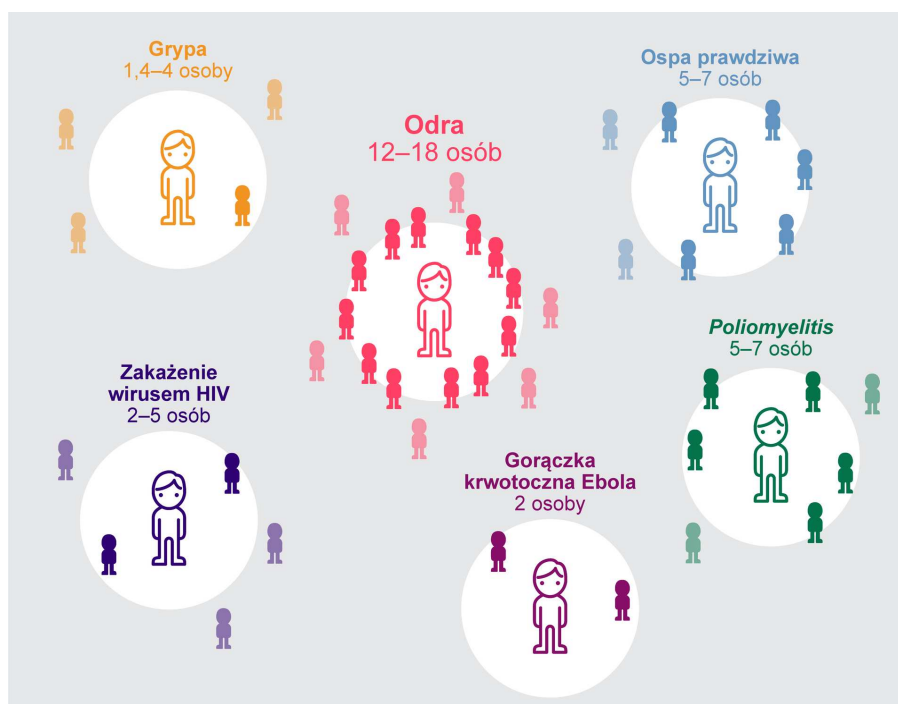 Grypa
1,4–4 osoby
Odra
12–18 osób
Ospa prawdziwa
5–7 osób
Zakażenie
wirusem HIV
2–5 osób
Gorączka
krwotoczna Ebola
2 osoby
Poliomyelitis
5–7 osób